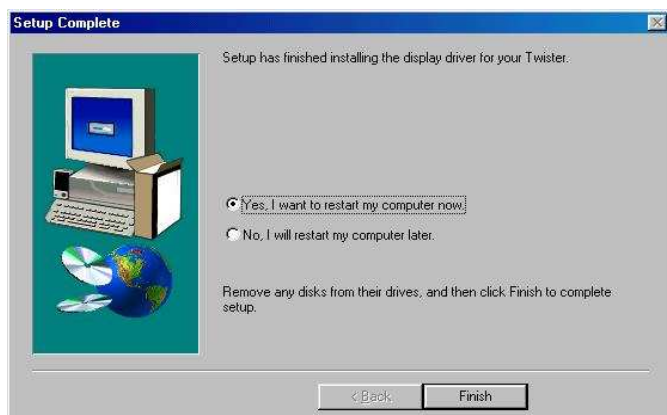 Setup Complete
Setup has finished installing the display driver for your Twister.
Yes, I want to restart my computer now.
No, I will restart my computer later.
Remove any disks from their drives, and then click Finish to complete
setup.
< Back
Finish